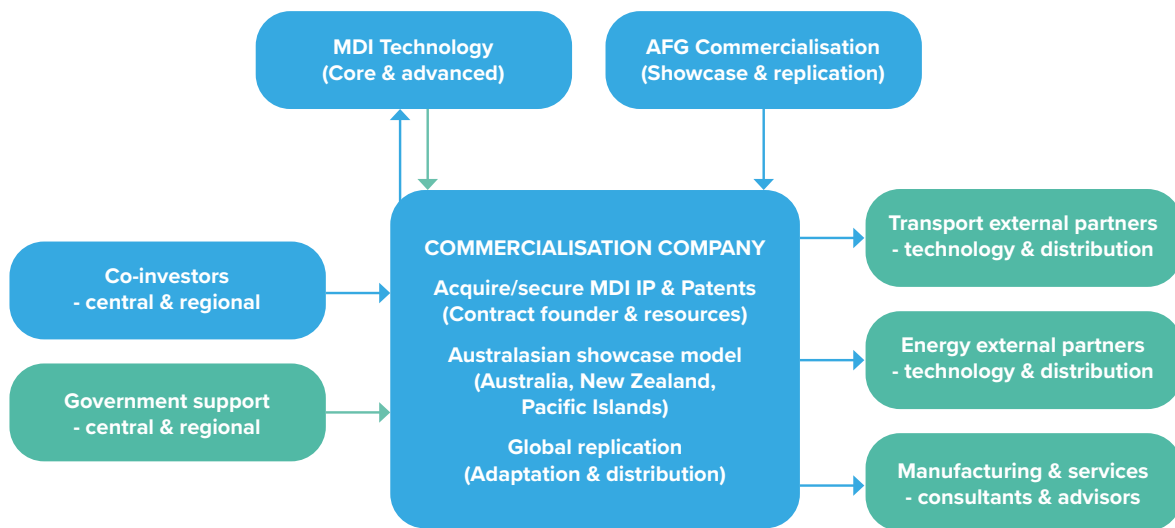 MDI Technology
(Core & advanced)
AFG Commercialisation
(Showcase & replication)
Co-investors
- central & regional
Government support
- central & regional
COMMERCIALISATION COMPANY
Acquire/secure MDI IP & Patents
(Contract founder & resources)
Australasian showcase model
(Australia, New Zealand,
Pacific Islands)
Global replication
(Adaptation & distribution)
Transport external partners
- technology & distribution
Energy external partners
- technology & distribution
Manufacturing & services
- consultants & advisors